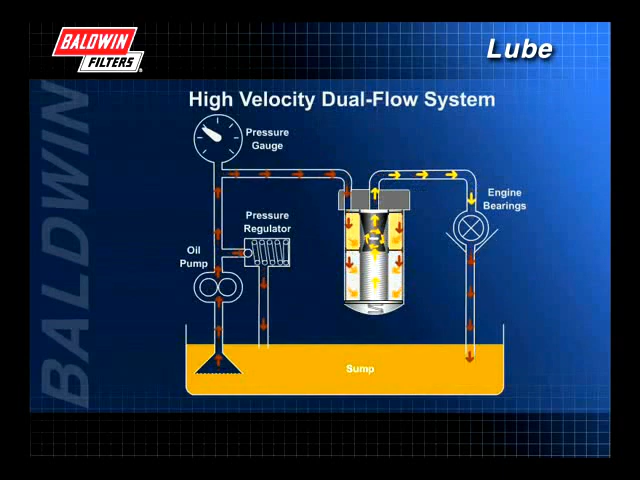 BALDWIN
FILTERS®
Lube
High Velocity Dual-Flow System
BALDWIN
Pressure
Gauge
Engine
Bearings
Pressure
Regulator
Oil
Pump
Sump